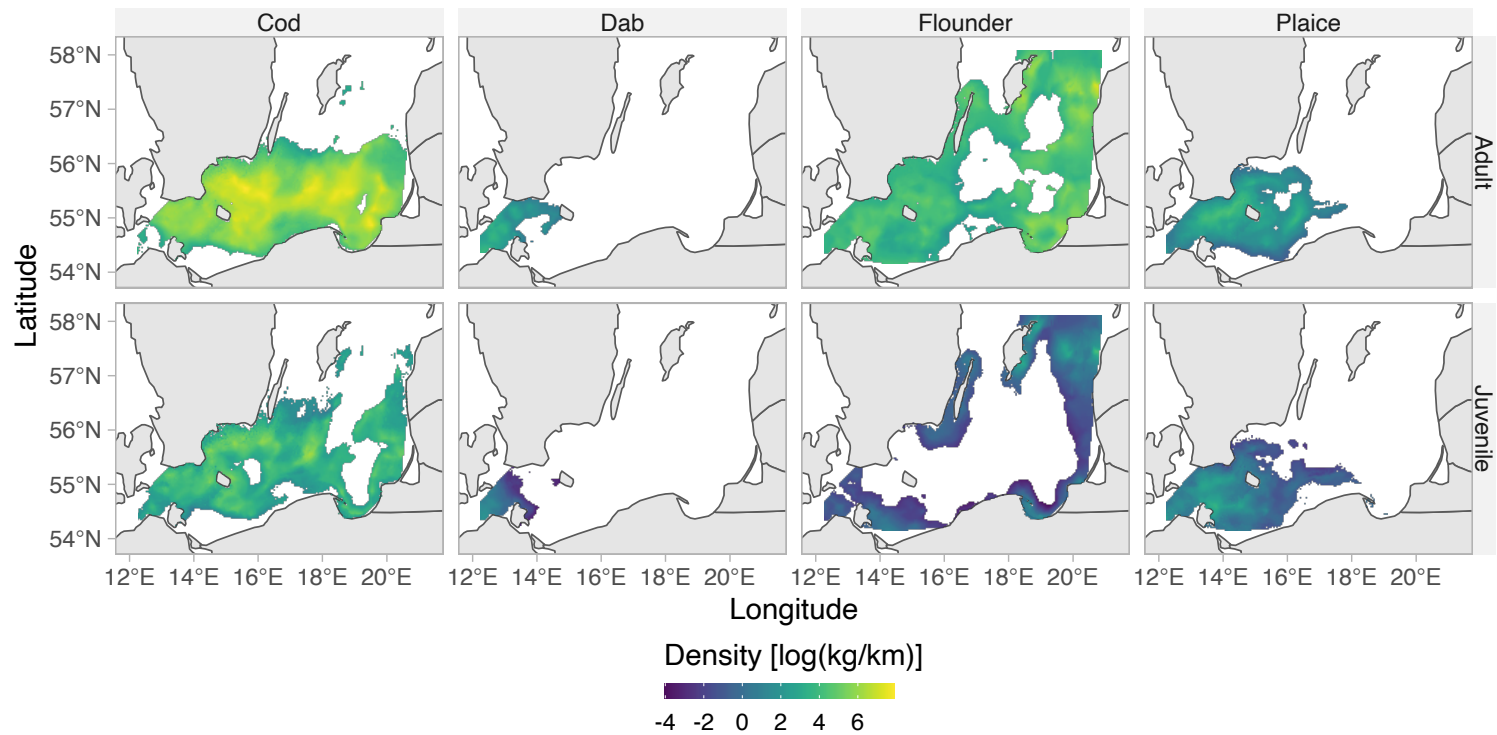 Cod Dab Flounder Plaice
58°N
57°N
56°N
55°N
54°N
Adult
Latitude
58°N
57°N
56°N
55°N
54°N
Juvenile
12°E 14°E 16°E 18°E 20°E 12°E 14°E 16°E 18°E 20°E 12°E 14°E 16°E 18°E 20°E 12°E 14°E 16°E 18°E 20°E
Longitude
Density [log(kg/km)]
-4 -2 0 2 4 6